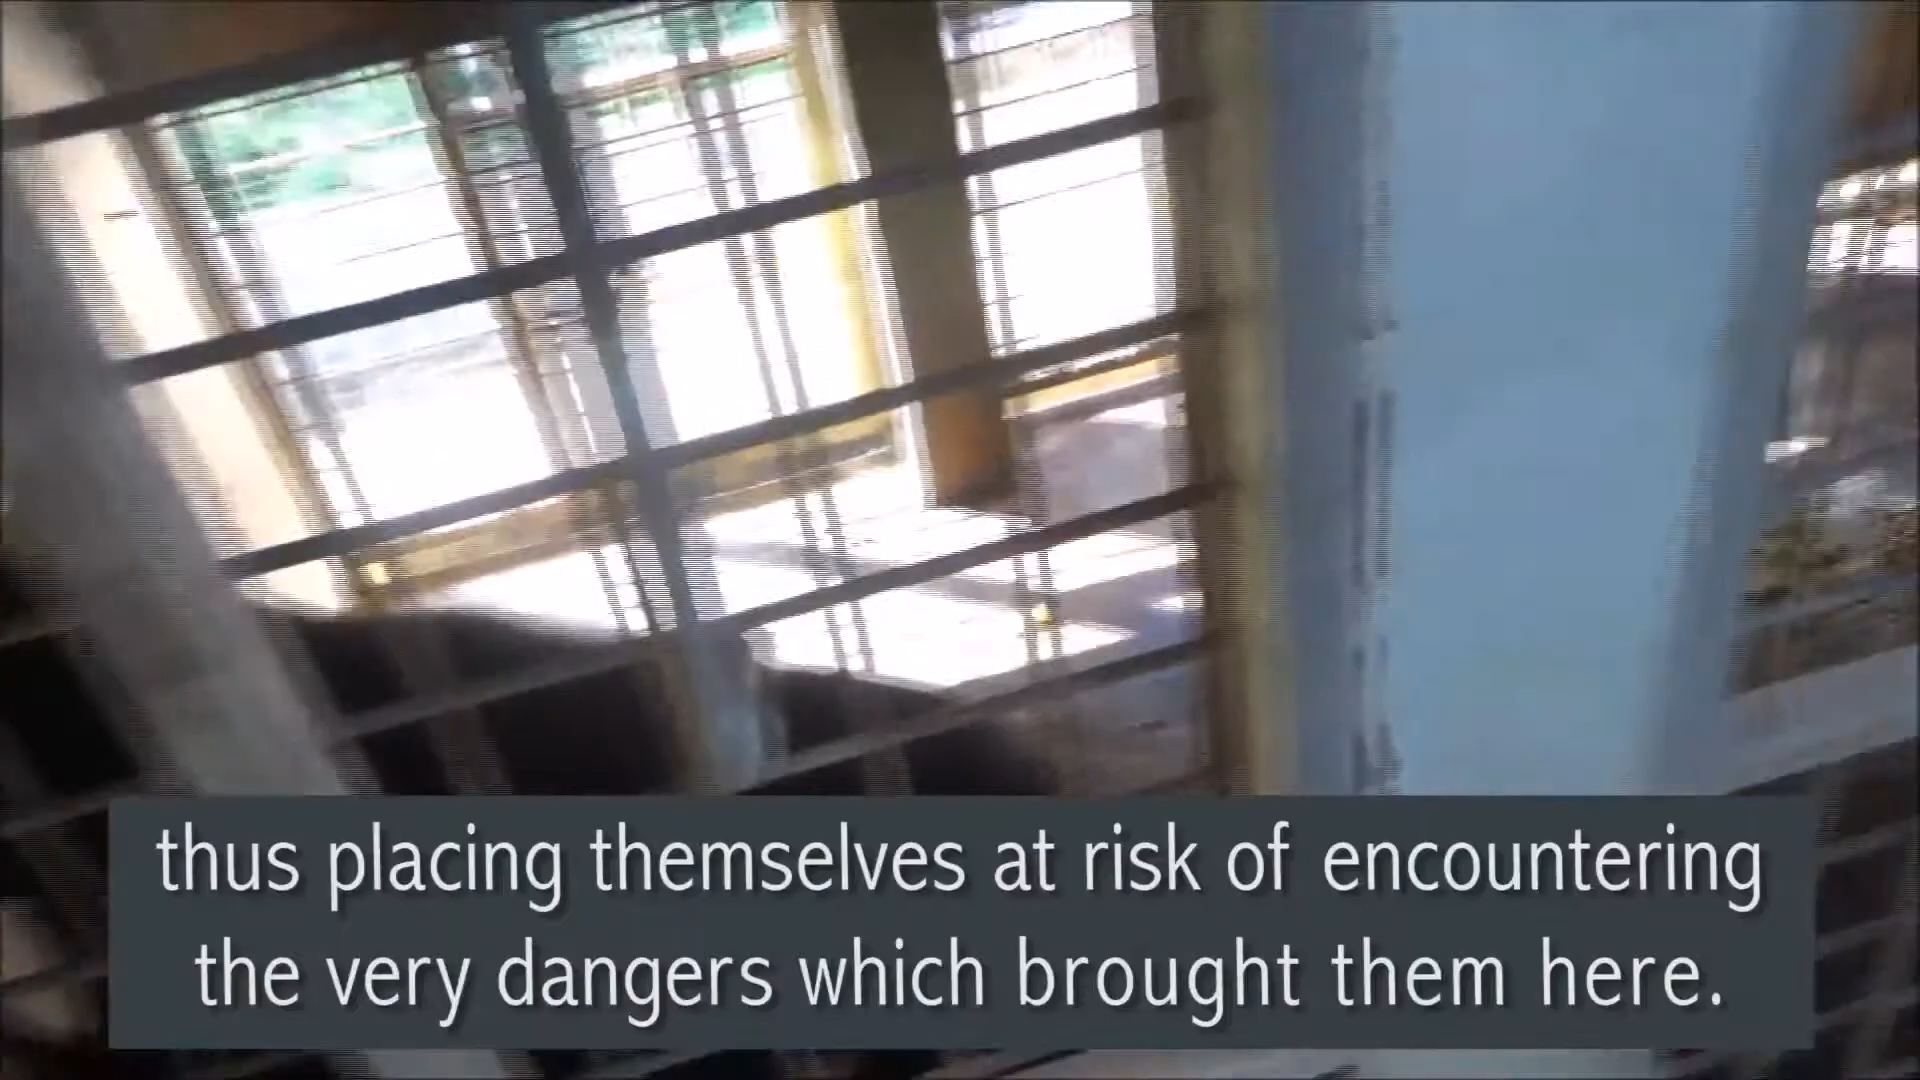 thus placing themselves at risk of encountering
the very dangers which brought them here.